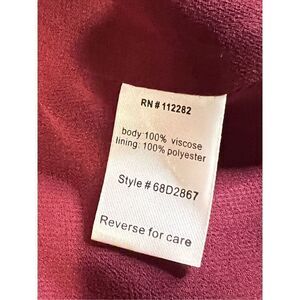 RN # 112282
body: 100% viscose
lining: 100% polyester
Style # 68D2867
Reverse for care